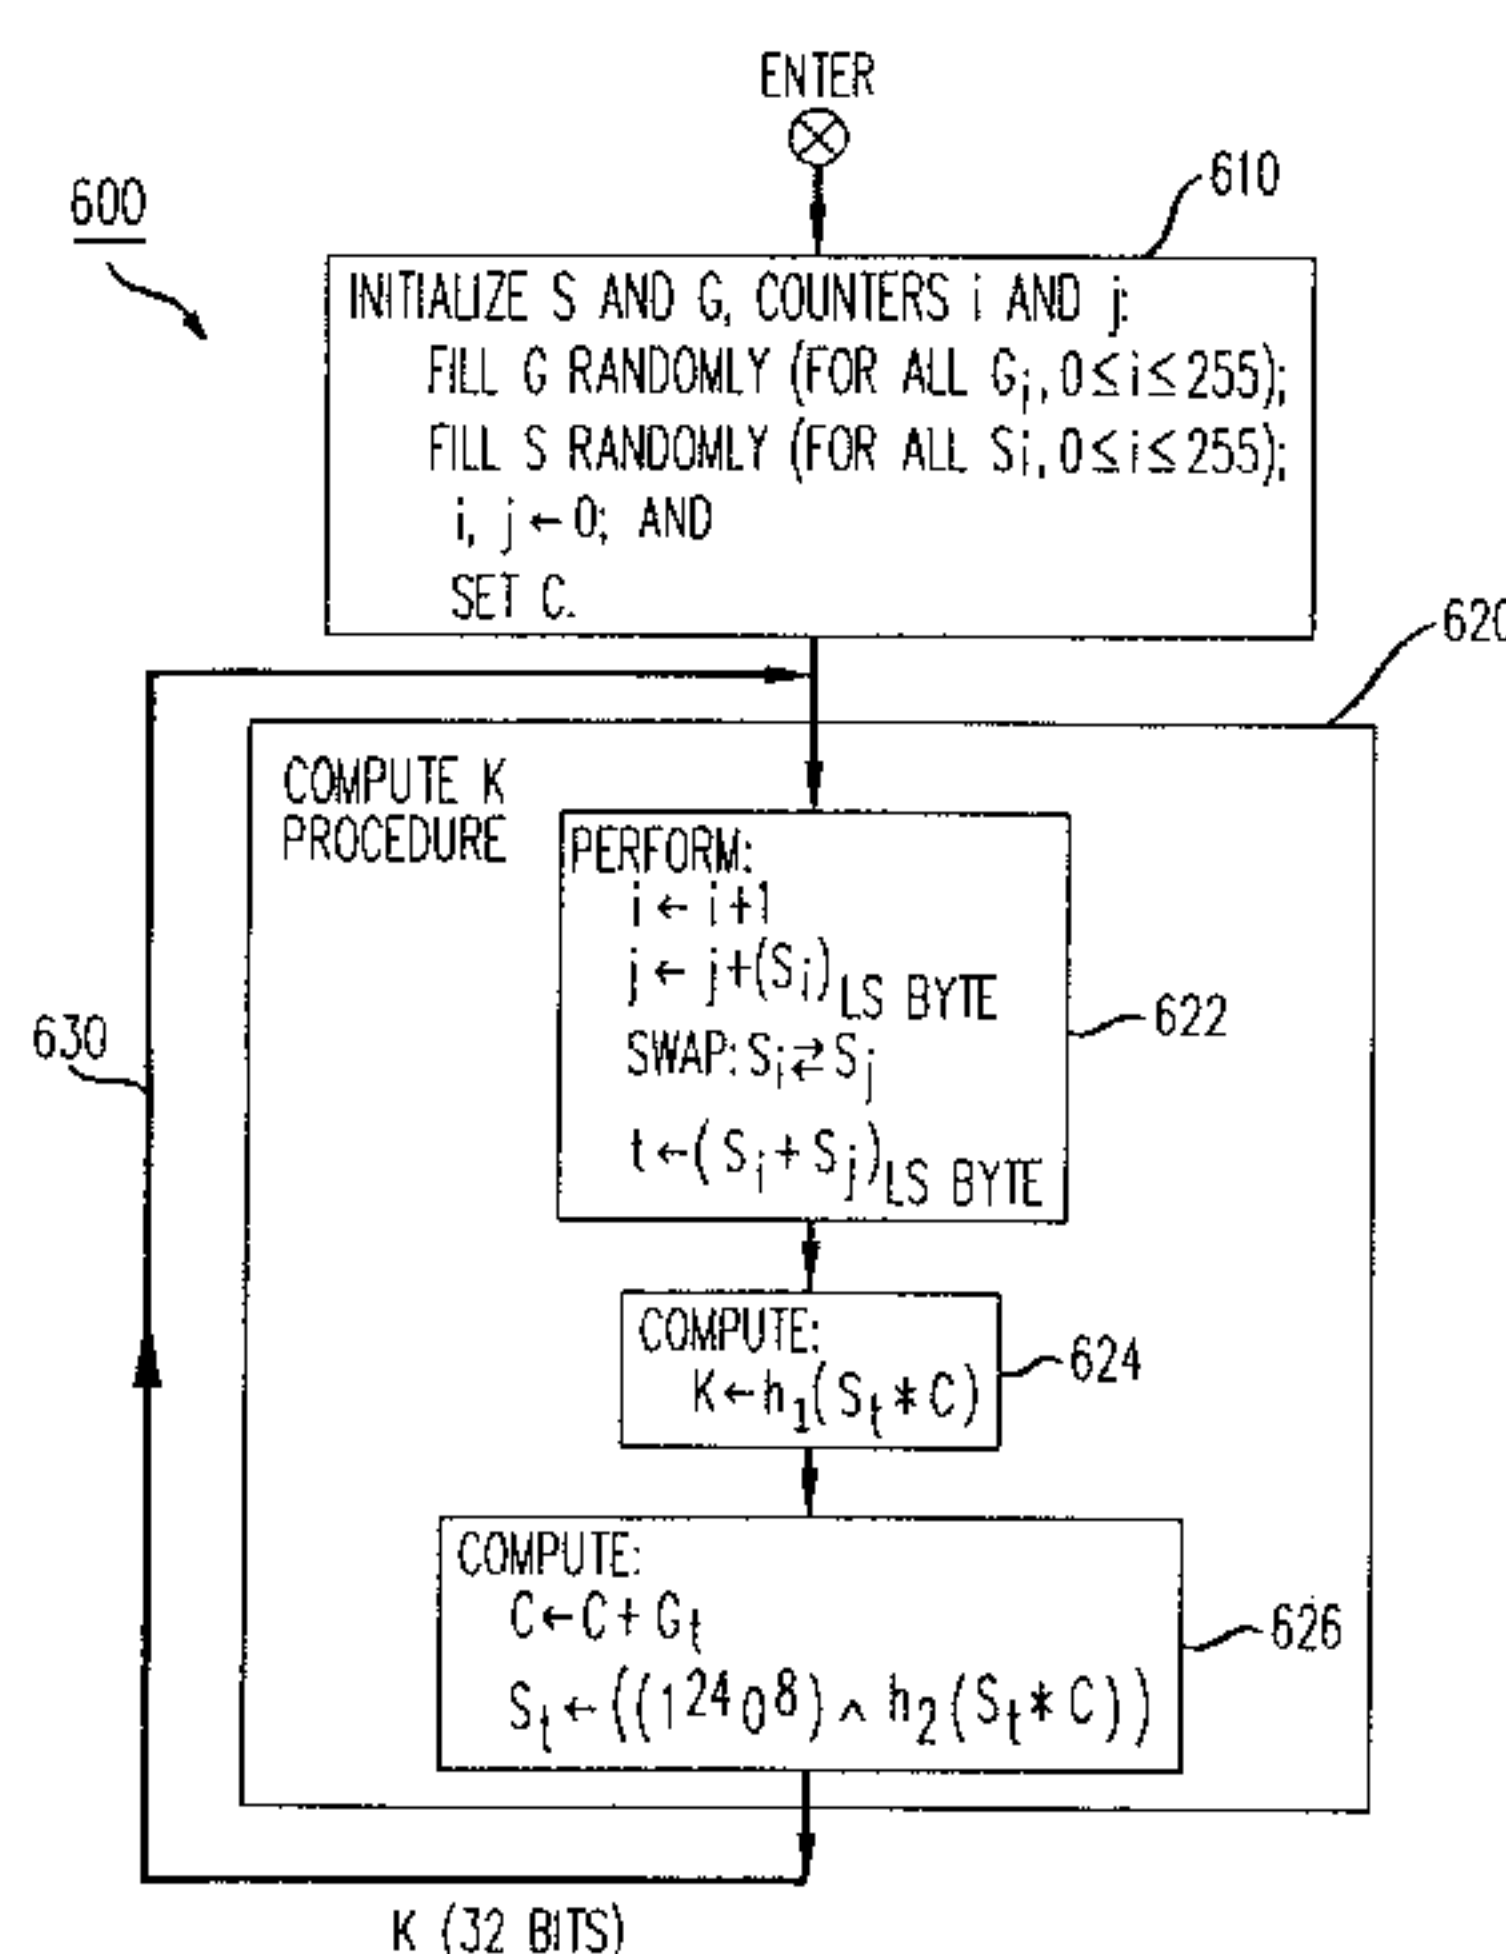 ENTER
600
610
INITIALIZE S AND G, COUNTERS i AND j:
FILL G RANDOMLY (FOR ALL Gi, 0≤i≤255);
FILL S RANDOMLY (FOR ALL Si, 0≤i≤255);
i, j ← 0; AND
SET C.
620
COMPUTE K
PROCEDURE
PERFORM:
i ← i+1
j ← j+(Si)LS BYTE
SWAP: Si⇄Sj
t←(Si+Sj)LS BYTE
622
630
COMPUTE:
K←h1(St*C)
624
COMPUTE:
C←C+Gt
St←((1²⁴0⁸)∧h2(St*C))
626
K (32 BITS)